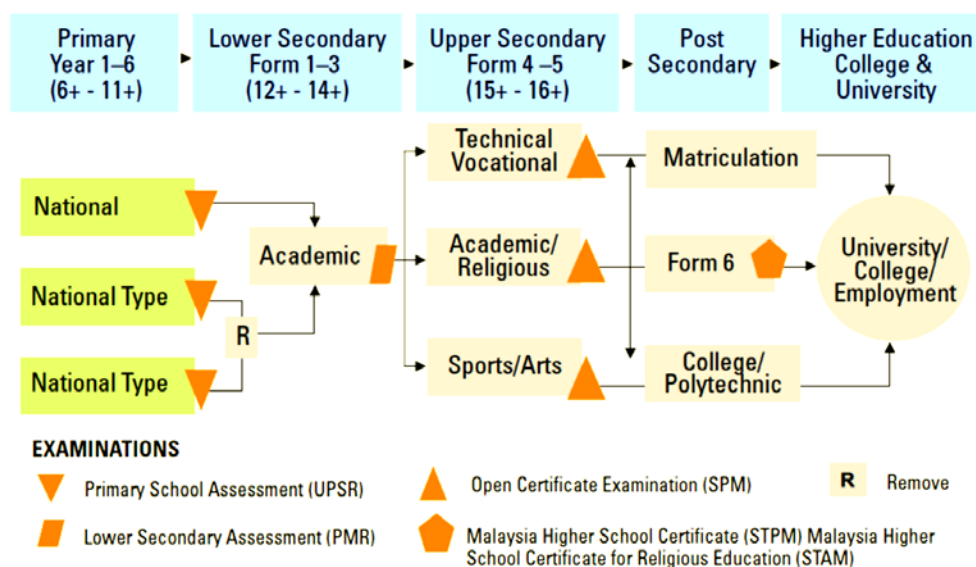 Primary
Year 1–6
(6+ - 11+)
Lower Secondary
Form 1–3
(12+ - 14+)
Upper Secondary
Form 4 –5
(15+ - 16+)
Post
Secondary
Higher Education
College &
University
National
National Type
National Type
R
Academic
Technical
Vocational
Academic/
Religious
Sports/Arts
Matriculation
Form 6
College/
Polytechnic
University/
College/
Employment
EXAMINATIONS
Primary School Assessment (UPSR)
Lower Secondary Assessment (PMR)
Open Certificate Examination (SPM)
Malaysia Higher School Certificate (STPM) Malaysia Higher
School Certificate for Religious Education (STAM)
R Remove